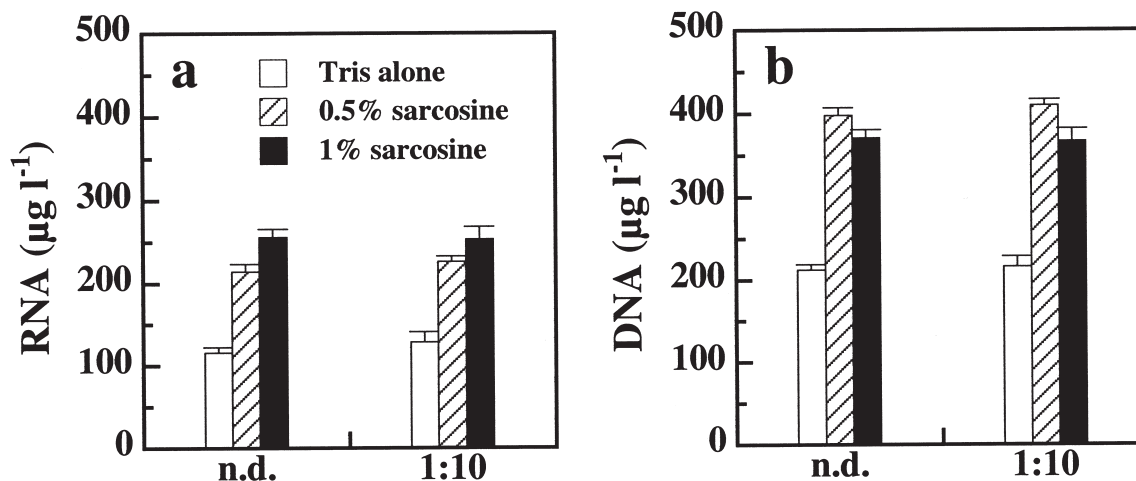 a
Tris alone
0.5% sarcosine
1% sarcosine
RNA (µg l-1)
500
400
300
200
100
0
n.d.
1:10
b
DNA (µg l-1)
500
400
300
200
100
0
n.d.
1:10